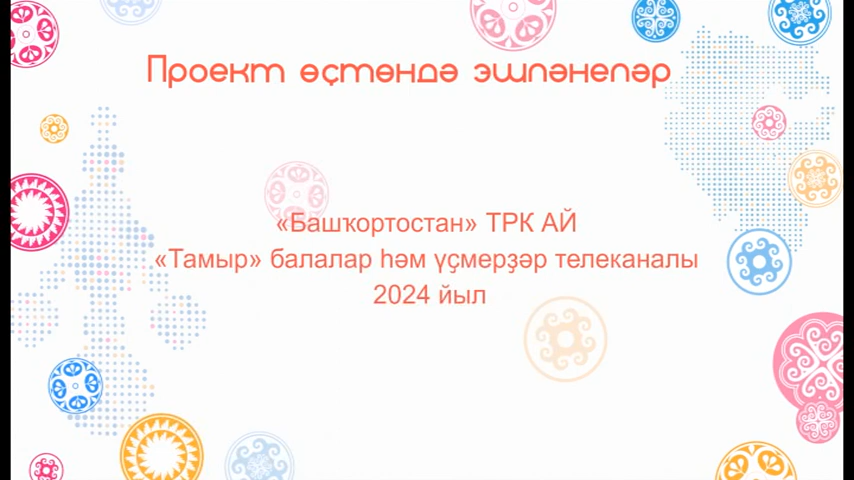 Проект өҫтөндә эшләнеләр
«Башҡортостан» ТРК АЙ
«Тамыр» балалар һәм үҫмерҙәр телеканалы
2024 йыл